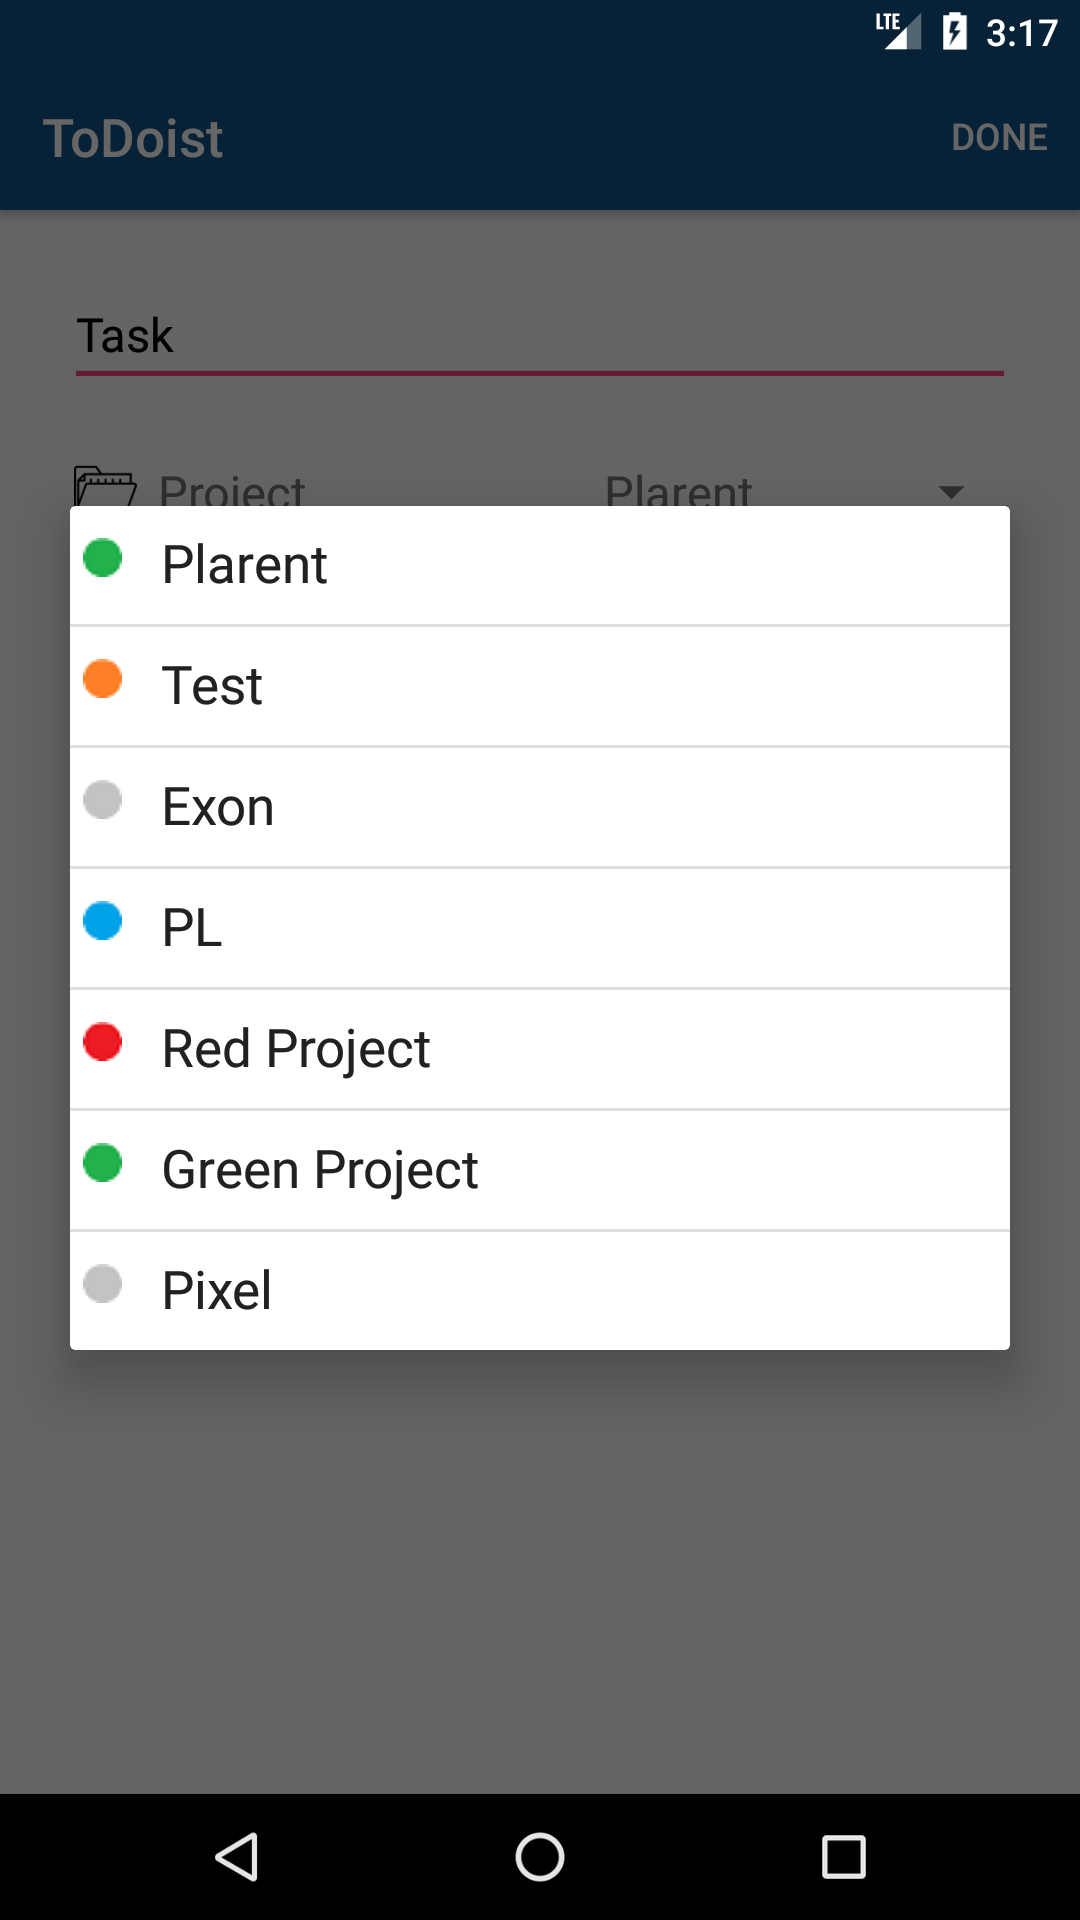 LTE 3:17
ToDoist DONE
Task
Project Plarent
Plarent
Test
Exon
PL
Red Project
Green Project
Pixel